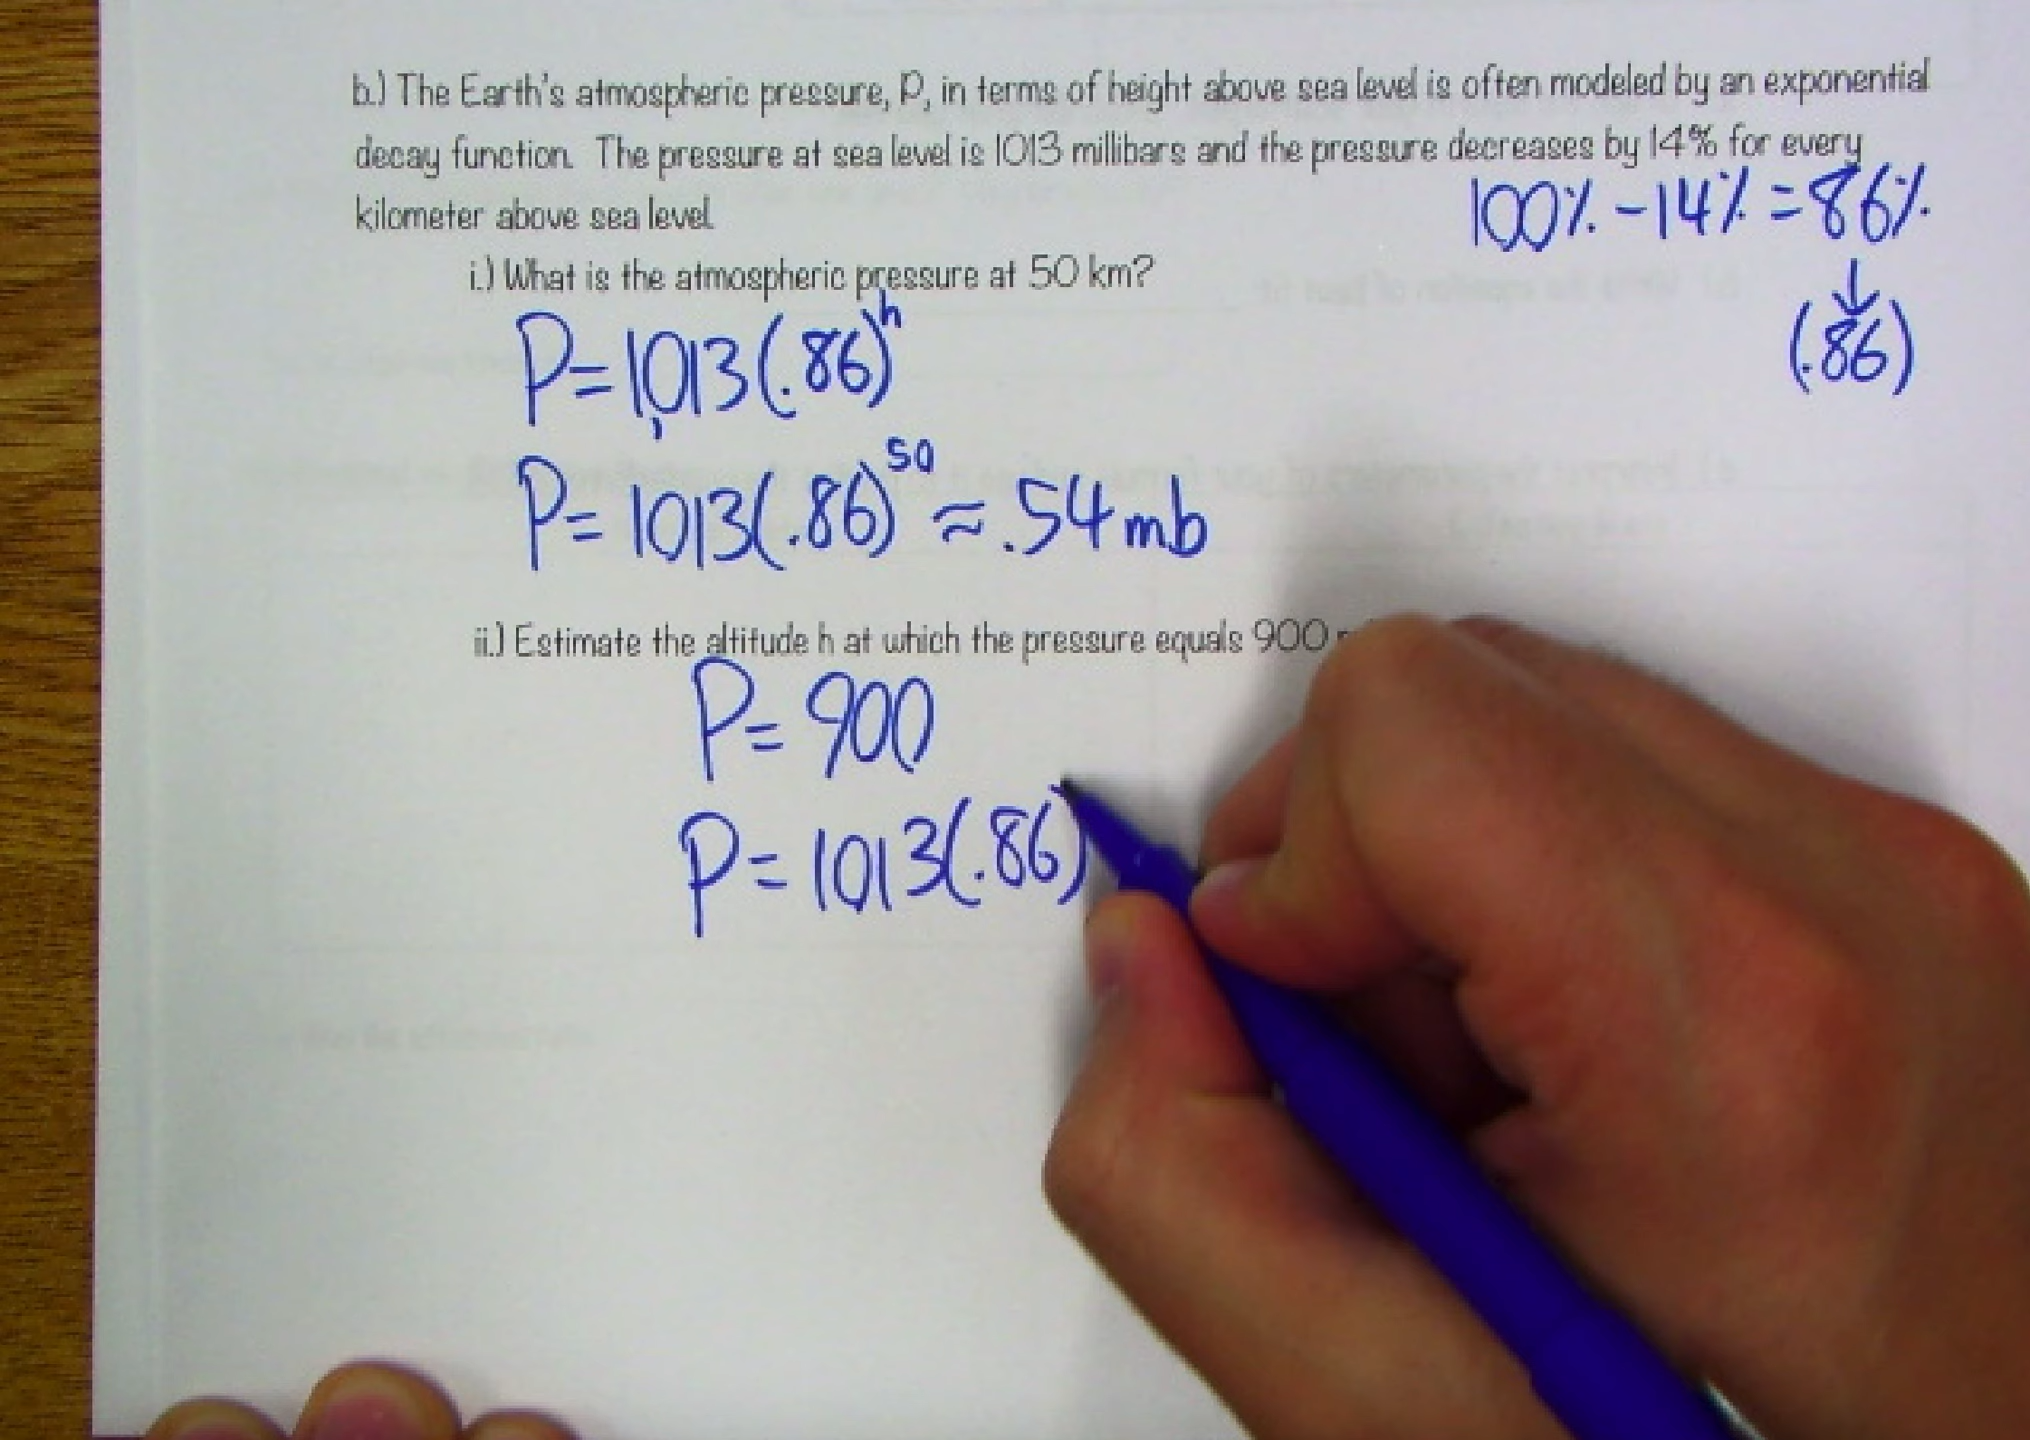 b.) The Earth's atmospheric pressure, P, in terms of height above sea level is often modeled by an exponential
decay function. The pressure at sea level is 1013 millibars and the pressure decreases by 14% for every
kilometer above sea level.
100% - 14% = 86%
↓
(.86)
i.) What is the atmospheric pressure at 50 km?
P = 1,013(.86)^h
P = 1013(.86)^50 ≈ .54 mb
ii.) Estimate the altitude h at which the pressure equals 900
P = 900
P = 1013(.86)